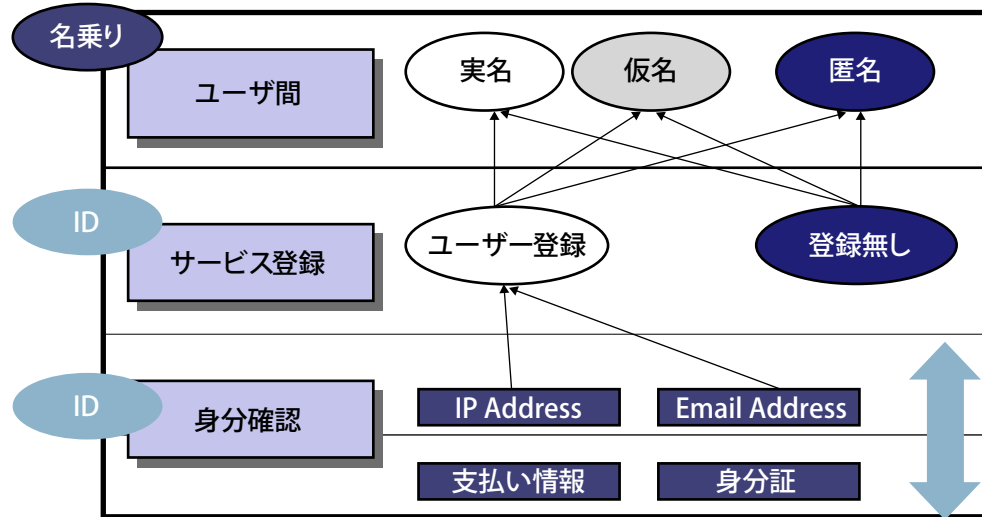 名乗り
ユーザ間
実名
仮名
匿名
ID
サービス登録
ユーザー登録
登録無し
ID
身分確認
IP Address
Email Address
支払い情報
身分証